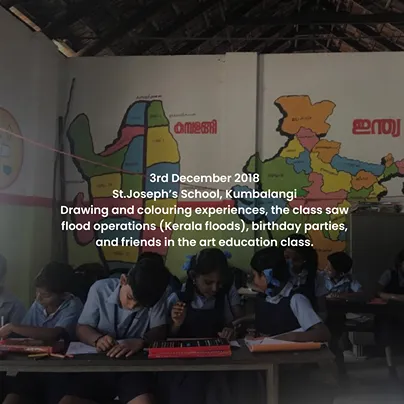 കുമ്പളങ്ങി
ഇന്ത്യ
3rd December 2018
St.Joseph's School, Kumbalangi
Drawing and colouring experiences, the class saw
flood operations (Kerala floods), birthday parties,
and friends in the art education class.